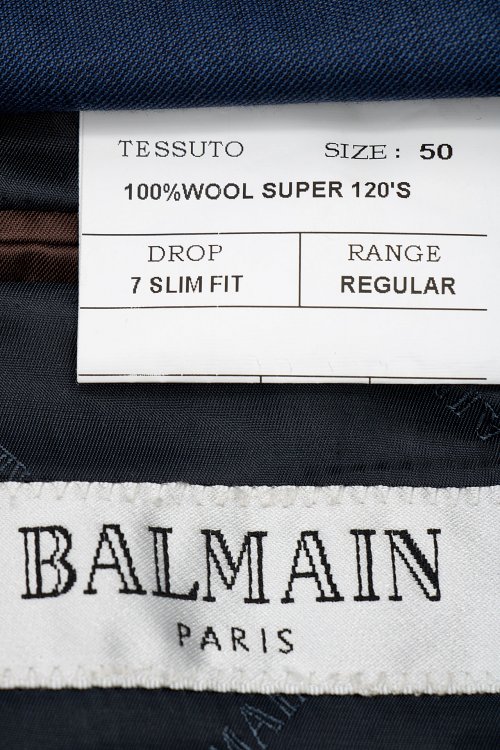 TESSUTO SIZE: 50
100%WOOL SUPER 120'S
DROP RANGE
7 SLIM FIT REGULAR
BALMAIN
PARIS